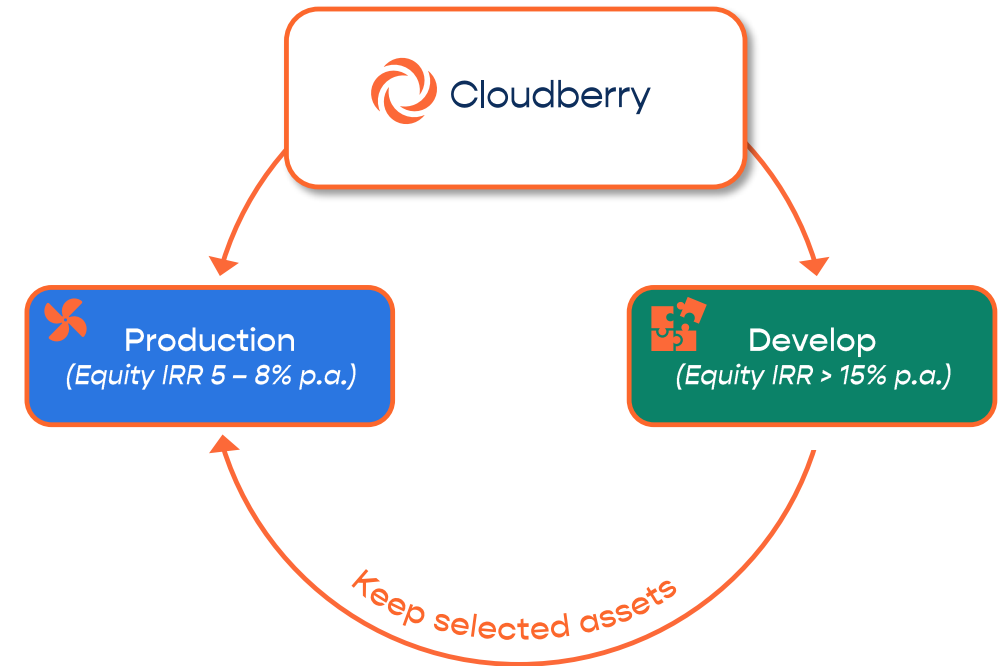 Cloudberry
Production
(Equity IRR 5 – 8% p.a.)
Develop
(Equity IRR > 15% p.a.)
Keep selected assets